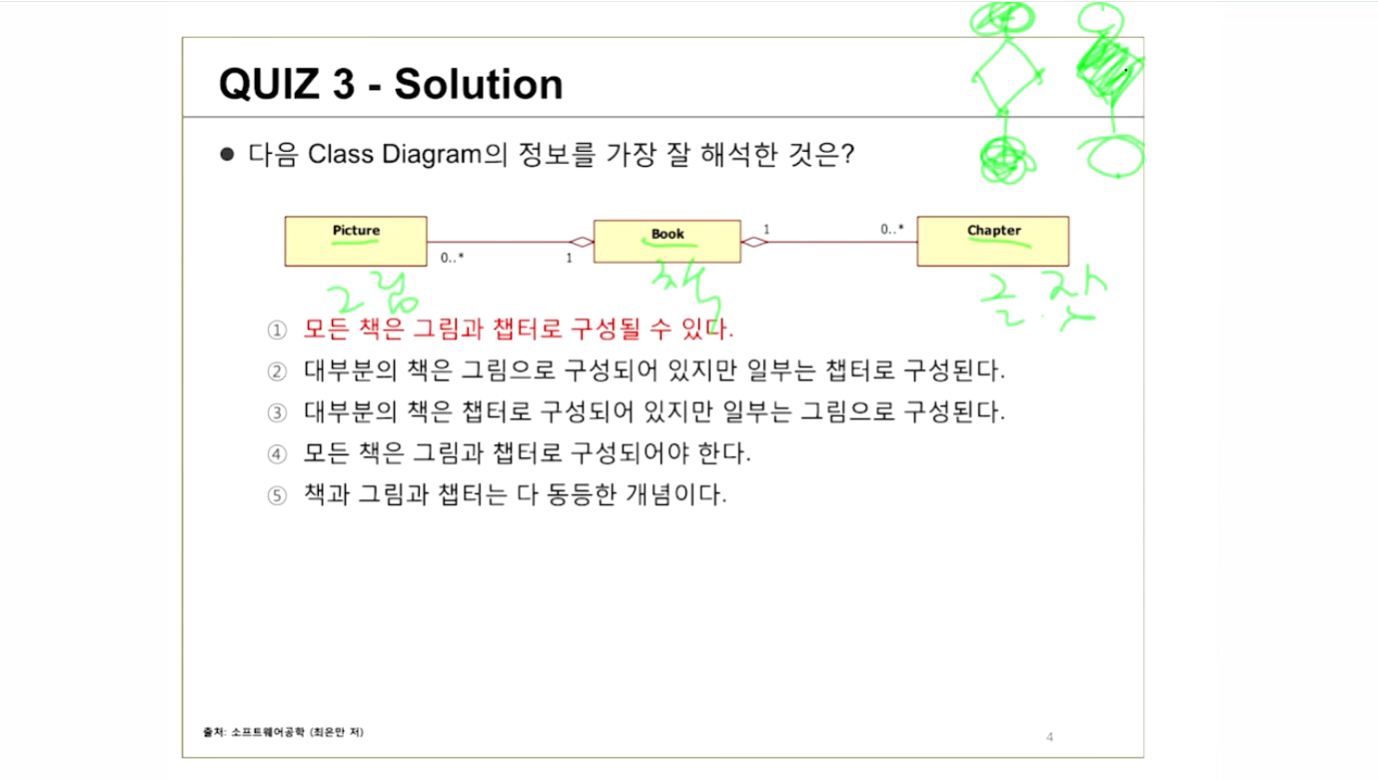 QUIZ 3 - Solution
● 다음 Class Diagram의 정보를 가장 잘 해석한 것은?
Picture Book Chapter
0..* 1 1 0..*
그림 책
① 모든 책은 그림과 챕터로 구성될 수 있다.
② 대부분의 책은 그림으로 구성되어 있지만 일부는 챕터로 구성된다.
③ 대부분의 책은 챕터로 구성되어 있지만 일부는 그림으로 구성된다.
④ 모든 책은 그림과 챕터로 구성되어야 한다.
⑤ 책과 그림과 챕터는 다 동등한 개념이다.
출처: 소프트웨어공학 (최은만 저)
4